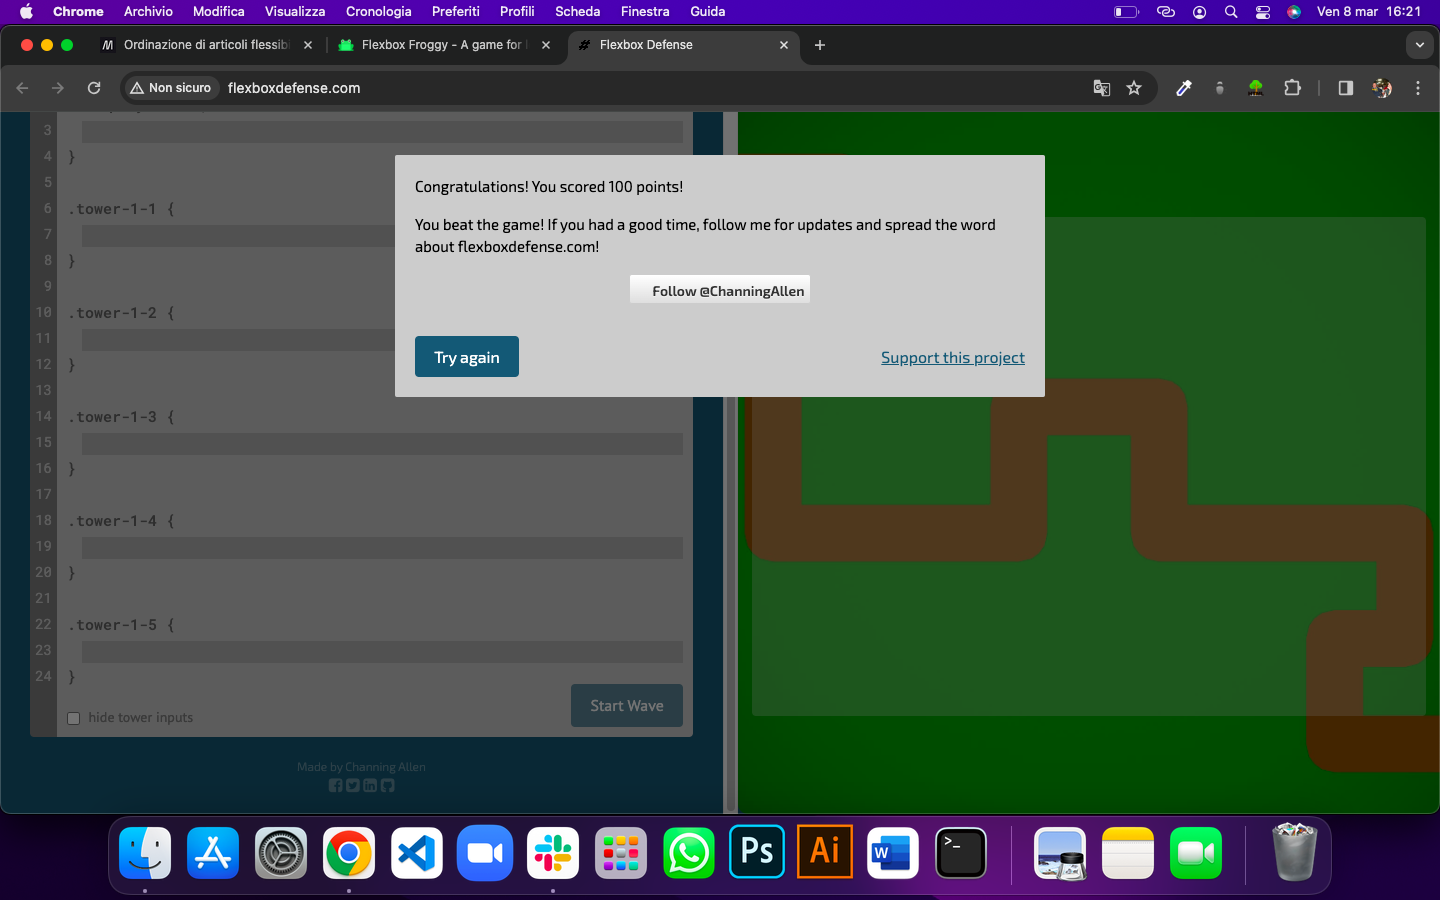 Chrome Archivio Modifica Visualizza Cronologia Preferiti Profili Scheda Finestra Guida Ven 8 mar 16:21
Ordinazione di articoli flessib Flexbox Froggy - A game for Flexbox Defense
Non sicuro flexboxdefense.com
3
4 }
5
6 .tower-1-1 {
7
8 }
9
10 .tower-1-2 {
11
12 }
13
14 .tower-1-3 {
15
16 }
17
18 .tower-1-4 {
19
20 }
21
22 .tower-1-5 {
23
24 }
hide tower inputs
Start Wave
Made by Channing Allen
Congratulations! You scored 100 points!
You beat the game! If you had a good time, follow me for updates and spread the word
about flexboxdefense.com!
Follow @ChanningAllen
Try again
Support this project
Ps Ai W >_